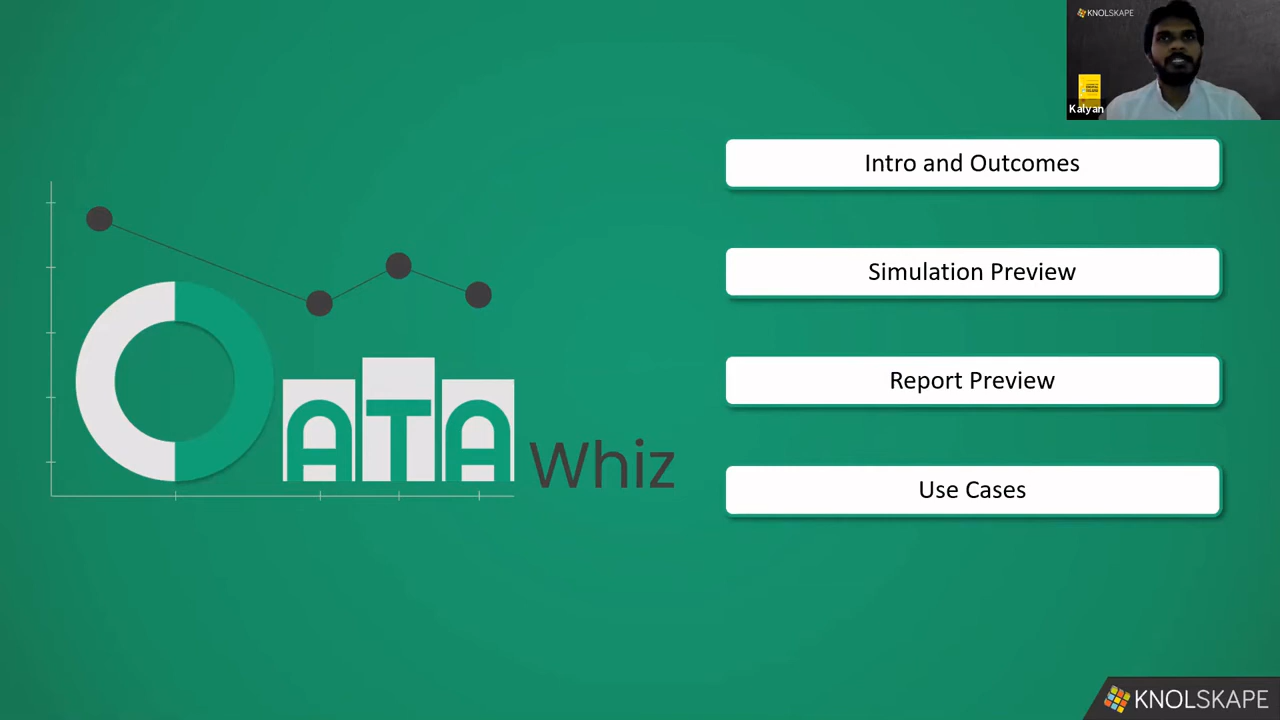 KNOLSKAPE
Kalyan
Intro and Outcomes
Simulation Preview
Report Preview
Use Cases
DATA Whiz
KNOLSKAPE